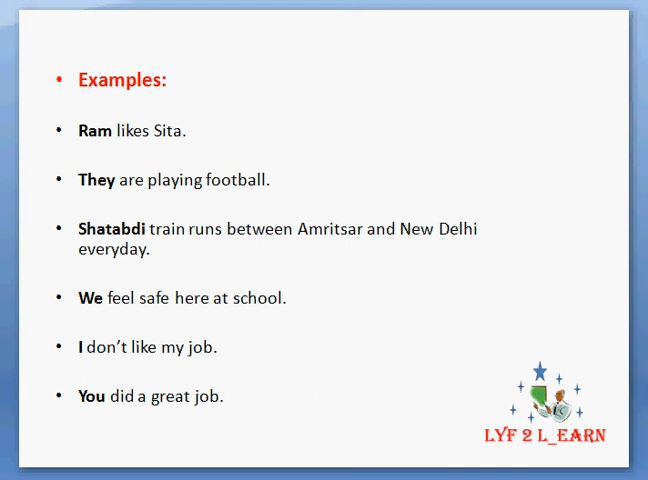 • Examples:
• Ram likes Sita.
• They are playing football.
• Shatabdi train runs between Amritsar and New Delhi
everyday.
• We feel safe here at school.
• I don't like my job.
• You did a great job.
LYF 2 L_EARN